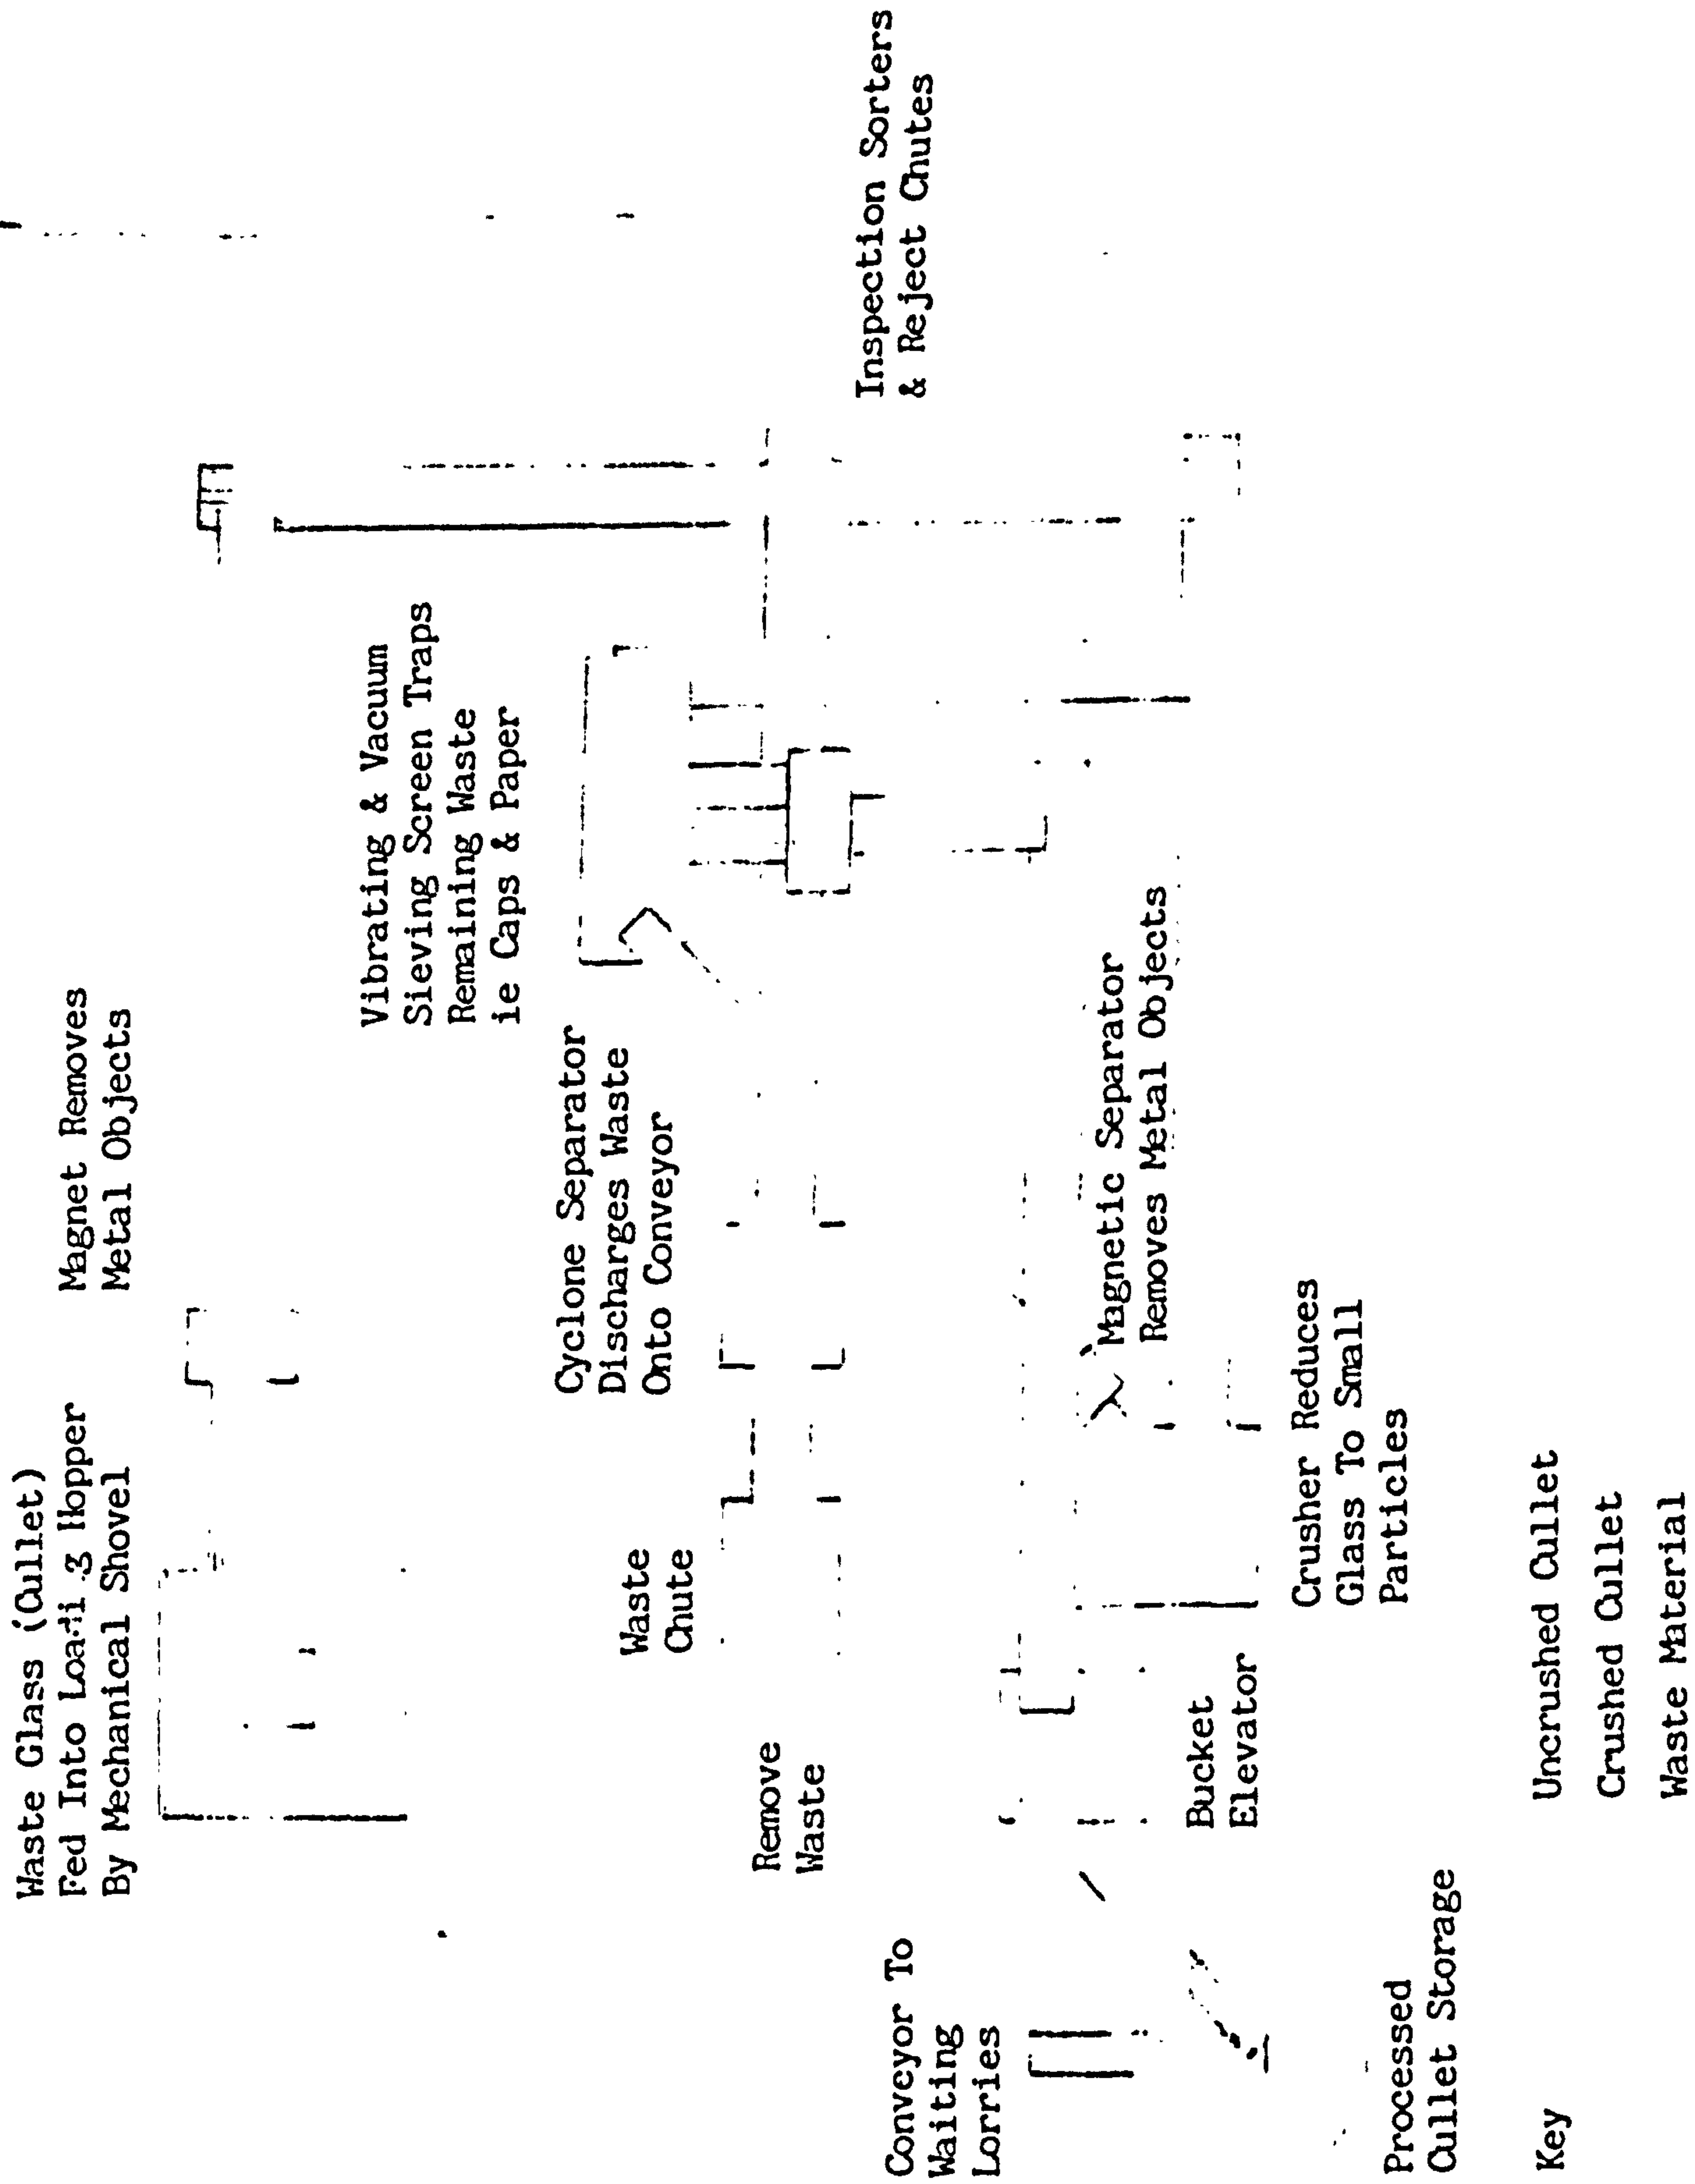 Waste Glass (Cullet)
Fed Into Loading Hopper
By Mechanical Shovel
Magnet Removes
Metal Objects
Vibrating & Vacuum
Sieving Screen Traps
Remaining Waste
ie Caps & Paper
Cyclone Separator
Discharges Waste
Onto Conveyor
Waste
Chute
Remove
Waste
Inspection Sorters
& Reject Chutes
Conveyor To
Waiting
Lorries
Magnetic Separator
Removes Metal Objects
Bucket
Elevator
Crusher Reduces
Glass To Small
Particles
Processed
Cullet Storage
Key
Uncrushed Cullet
Crushed Cullet
Waste Material